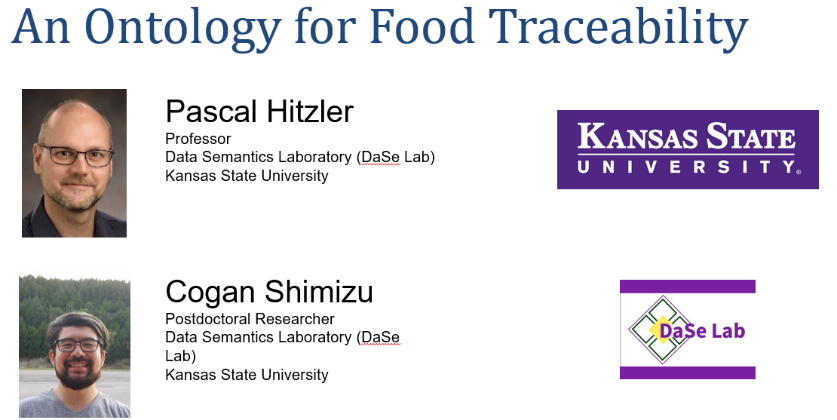 An Ontology for Food Traceability
Pascal Hitzler
Professor
Data Semantics Laboratory (DaSe Lab)
Kansas State University
KANSAS STATE
UNIVERSITY®
Cogan Shimizu
Postdoctoral Researcher
Data Semantics Laboratory (DaSe
Lab)
Kansas State University
DaSe Lab